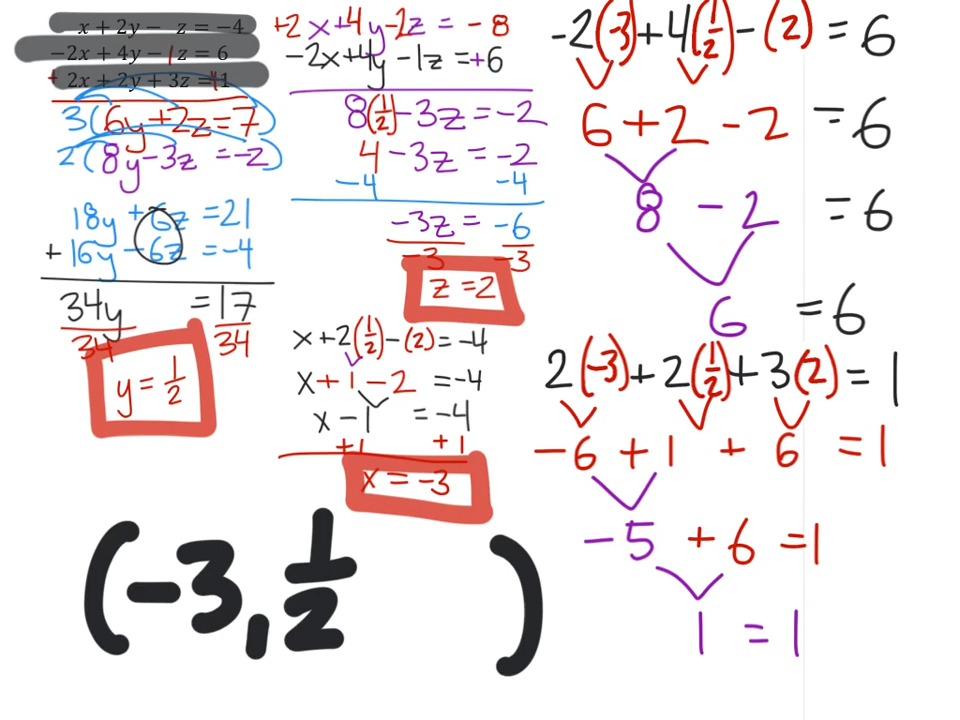 x + 2y − z = −4
−2x + 4y − 1z = 6
+ 2x + 2y + 3z = 1
3(6y+2z=7)
2(8y−3z=−2)
18y + 6z = 21
+ 16y − 6z = −4
34y = 17
34 34
y = 1/2
+2x+4y−2z = −8
−2x+4y −1z = +6
8(1/2)−3z = −2
4 −3z = −2
−4 −4
−3z = −6
−3 −3
z = 2
x+2(1/2)−(2) = −4
x + 1 − 2 = −4
x − 1 = −4
+1 +1
x = −3
(−3, 1/2 )
−2(−3)+4(1/2)−(2) = 6
6 + 2 − 2 = 6
8 − 2 = 6
6 = 6
2(−3)+2(1/2)+3(2) = 1
−6 + 1 + 6 = 1
−5 + 6 = 1
1 = 1